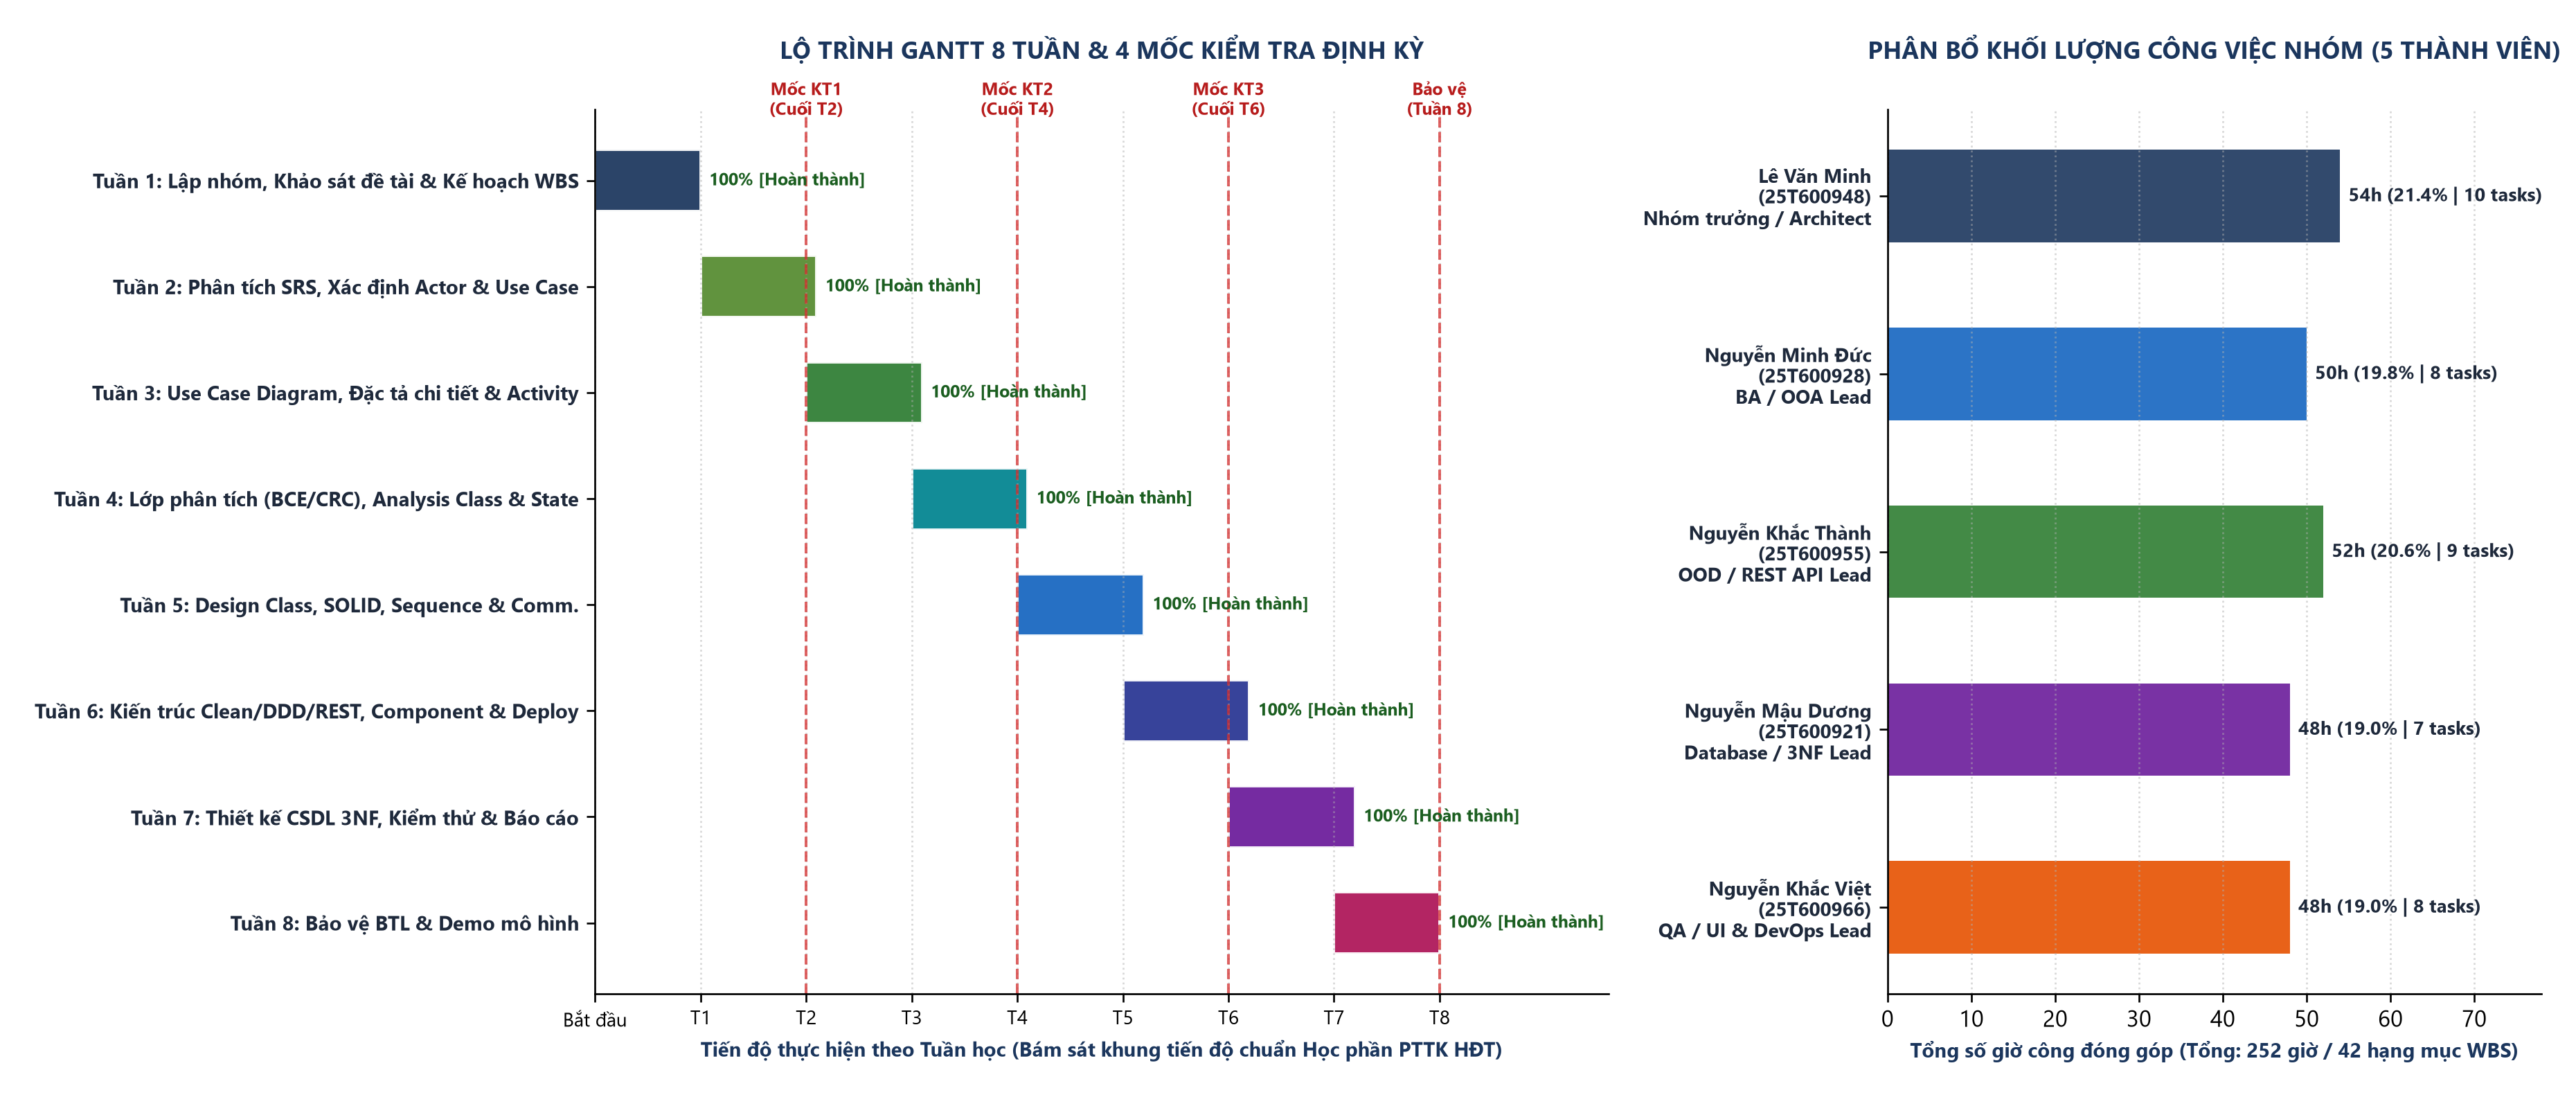 LỘ TRÌNH GANTT 8 TUẦN & 4 MỐC KIỂM TRA ĐỊNH KỲ
Mốc KT1
(Cuối T2)
Mốc KT2
(Cuối T4)
Mốc KT3
(Cuối T6)
Bảo vệ
(Tuần 8)
Tuần 1: Lập nhóm, Khảo sát đề tài & Kế hoạch WBS
100% [Hoàn thành]
Tuần 2: Phân tích SRS, Xác định Actor & Use Case
100% [Hoàn thành]
Tuần 3: Use Case Diagram, Đặc tả chi tiết & Activity
100% [Hoàn thành]
Tuần 4: Lớp phân tích (BCE/CRC), Analysis Class & State
100% [Hoàn thành]
Tuần 5: Design Class, SOLID, Sequence & Comm.
100% [Hoàn thành]
Tuần 6: Kiến trúc Clean/DDD/REST, Component & Deploy
100% [Hoàn thành]
Tuần 7: Thiết kế CSDL 3NF, Kiểm thử & Báo cáo
100% [Hoàn thành]
Tuần 8: Bảo vệ BTL & Demo mô hình
100% [Hoàn thành]
Bắt đầu
T1
T2
T3
T4
T5
T6
T7
T8
Tiến độ thực hiện theo Tuần học (Bám sát khung tiến độ chuẩn Học phần PTTK HĐT)
PHÂN BỔ KHỐI LƯỢNG CÔNG VIỆC NHÓM (5 THÀNH VIÊN)
Lê Văn Minh
(25T600948)
Nhóm trưởng / Architect
54h (21.4% | 10 tasks)
Nguyễn Minh Đức
(25T600928)
BA / OOA Lead
50h (19.8% | 8 tasks)
Nguyễn Khắc Thành
(25T600955)
OOD / REST API Lead
52h (20.6% | 9 tasks)
Nguyễn Mậu Dương
(25T600921)
Database / 3NF Lead
48h (19.0% | 7 tasks)
Nguyễn Khắc Việt
(25T600966)
QA / UI & DevOps Lead
48h (19.0% | 8 tasks)
0
10
20
30
40
50
60
70
Tổng số giờ công đóng góp (Tổng: 252 giờ / 42 hạng mục WBS)